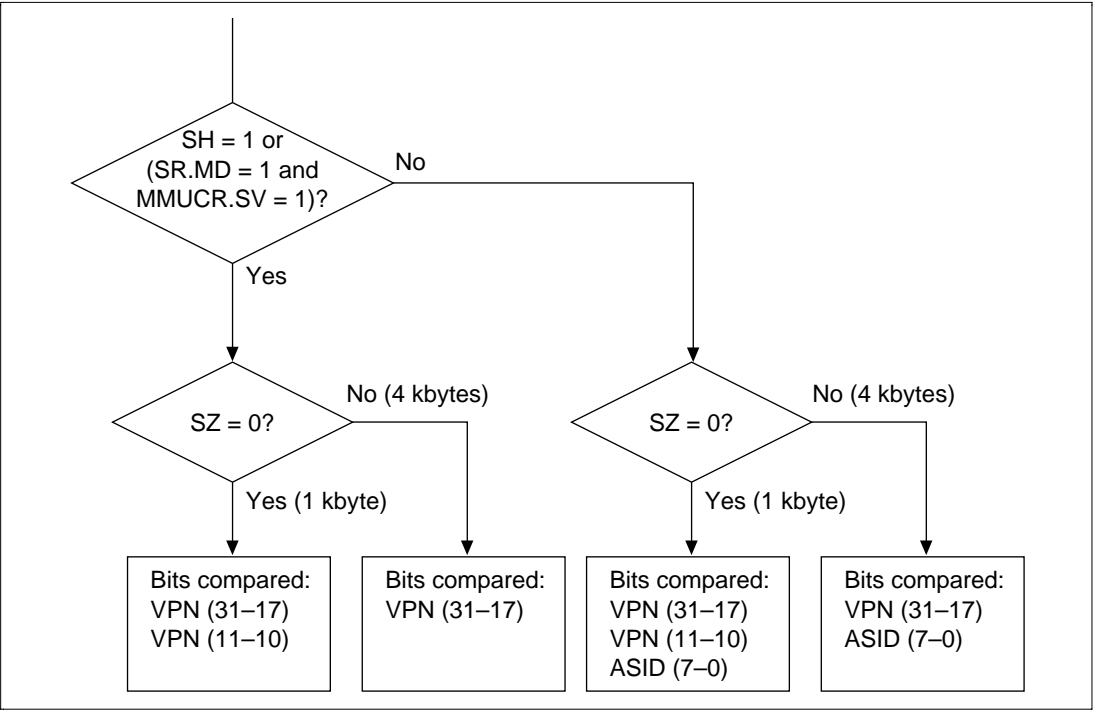 SH = 1 or
(SR.MD = 1 and
MMUCR.SV = 1)?
No
Yes
SZ = 0?
No (4 kbytes)
Yes (1 kbyte)
SZ = 0?
No (4 kbytes)
Yes (1 kbyte)
Bits compared:
VPN (31–17)
VPN (11–10)
Bits compared:
VPN (31–17)
Bits compared:
VPN (31–17)
VPN (11–10)
ASID (7–0)
Bits compared:
VPN (31–17)
ASID (7–0)